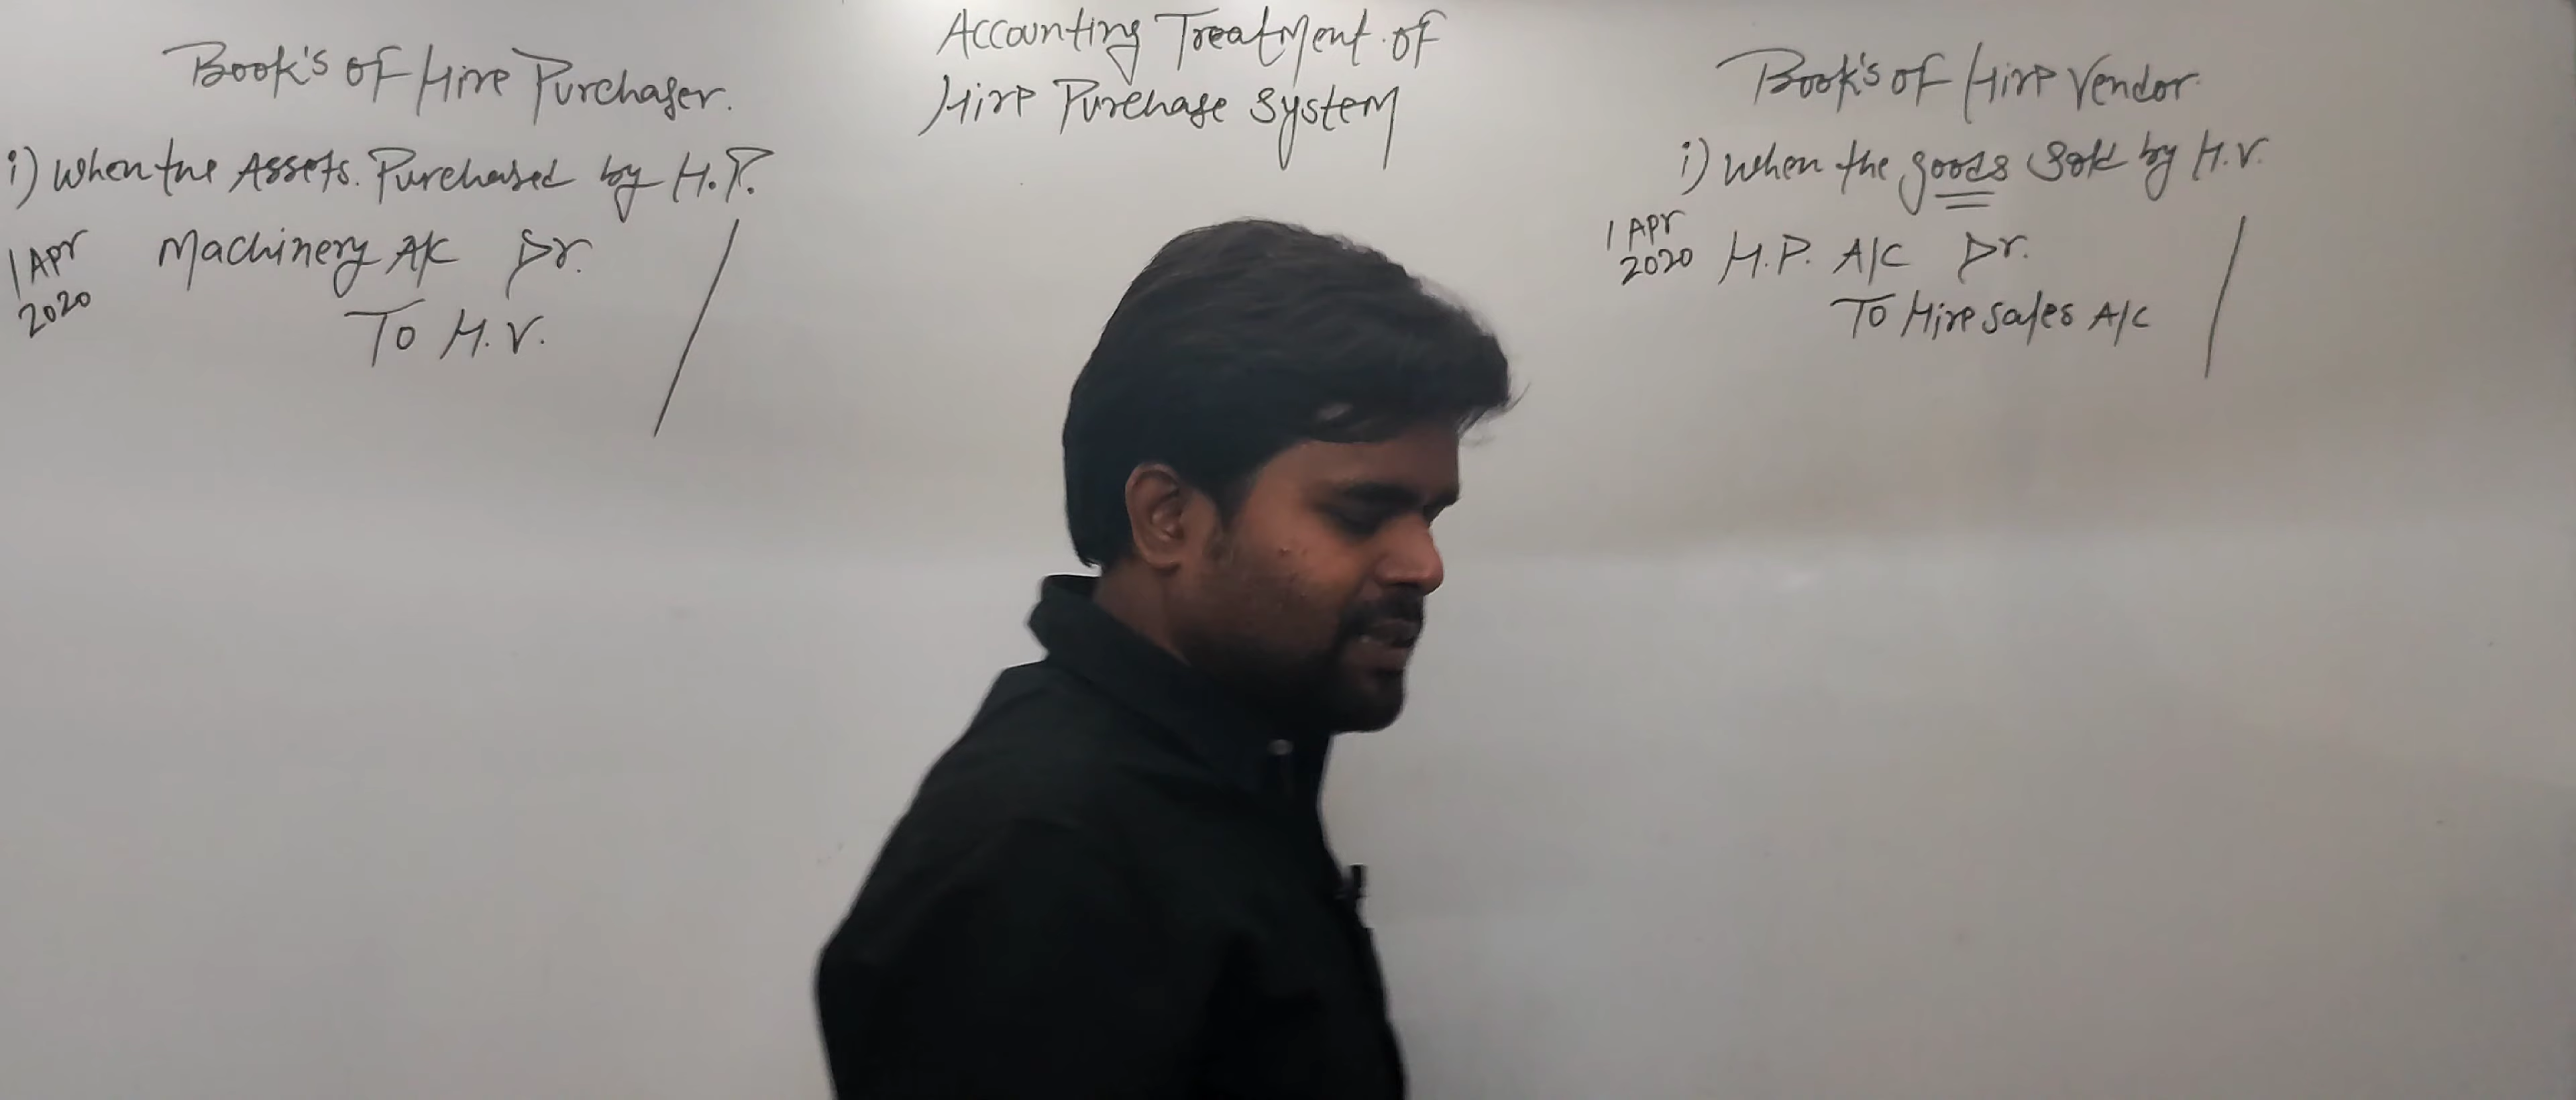 Accounting Treatment of
Hire Purchase System
Book's of Hire Purchaser.
i) When the Assets. Purchased by H.P.
1 Apr
2020
Machinery A/c Dr.
To H.V.
Book's of Hire Vendor
i) When the goods Sold by H.V.
1 Apr
2020
H.P. A/C Dr.
To Hire sales A/C